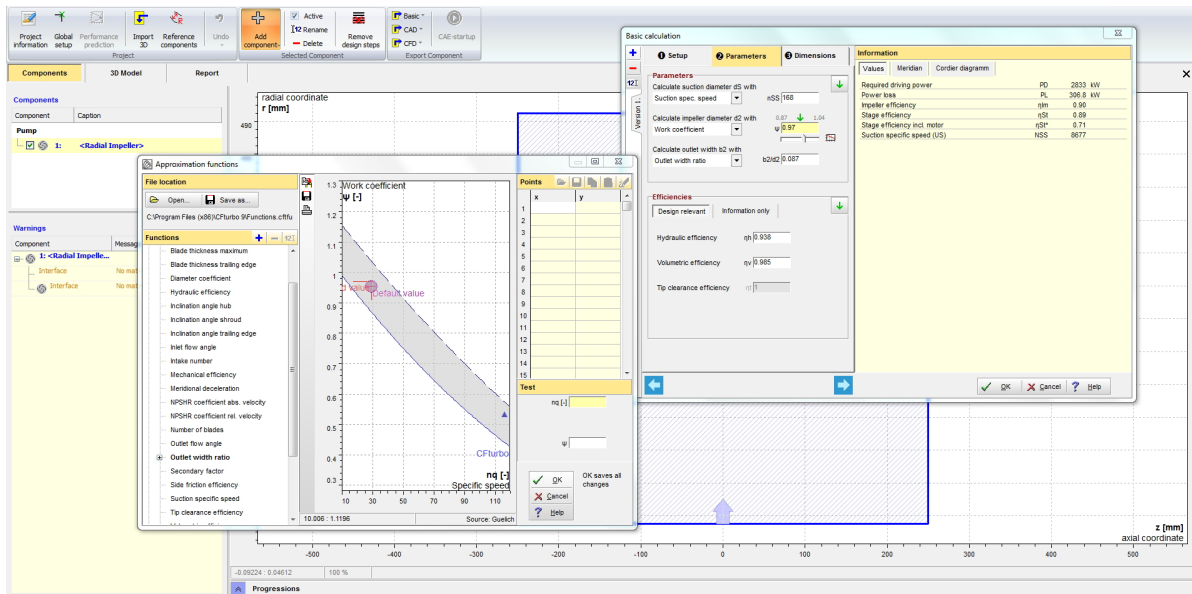 Project information
Global setup
Performance prediction
Import 3D
Reference components
Undo
Add component
Active
Rename
Delete
Remove design steps
Basic
CAD
CFD
CAE-startup
Project
Selected Component
Export Component
Components
3D Model
Report
Components
Component
Caption
Pump
1:
<Radial Impeller>
Warnings
Component
Messag
1: <Radial Impelle...
Interface
No mat
Interface
No mat
radial coordinate
r [mm]
490
-500
-400
-300
-200
-100
0
100
200
300
400
500
z [mm]
axial coordinate
-0.09224 : 0.04612
100 %
Progressions
Approximation functions
File location
Open...
Save as...
C:\Program Files (x86)\CFturbo 9\Functions.cftfu
Functions
Blade thickness maximum
Blade thickness trailing edge
Diameter coefficient
Hydraulic efficiency
Inclination angle hub
Inclination angle shroud
Inclination angle trailing edge
Inlet flow angle
Intake number
Mechanical efficiency
Meridional deceleration
NPSHR coefficient abs. velocity
NPSHR coefficient rel. velocity
Number of blades
Outlet flow angle
Outlet width ratio
Secondary factor
Side friction efficiency
Suction specific speed
Tip clearance efficiency
Work coefficient
ψ [-]
1.3
1.2
1.1
1
0.9
0.8
0.7
0.6
0.5
0.4
0.3
d value
Default value
CFturbo
nq [-]
Specific speed
10
30
50
70
90
110
10.006 : 1.1196
Source: Guelich
Points
x
y
1
2
3
4
5
6
7
8
9
10
11
12
13
14
15
Test
nq [-]
ψ
OK
Cancel
Help
OK saves all changes
Basic calculation
Version 1.
1 Setup
2 Parameters
3 Dimensions
Parameters
Calculate suction diameter dS with
Suction spec. speed
nSS 168
Calculate impeller diameter d2 with
0.87
1.04
Work coefficient
ψ 0.97
Calculate outlet width b2 with
Outlet width ratio
b2/d2 0.087
Efficiencies
Design relevant
Information only
Hydraulic efficiency
ηh 0.938
Volumetric efficiency
ηv 0.985
Tip clearance efficiency
ηt 1
Information
Values
Meridian
Cordier diagramm
Required driving power PD 2833 kW
Power loss PL 306.8 kW
Impeller efficiency ηIm 0.90
Stage efficiency ηSt 0.89
Stage efficiency incl. motor ηSt* 0.71
Suction specific speed (US) NSS 8677
OK
Cancel
Help